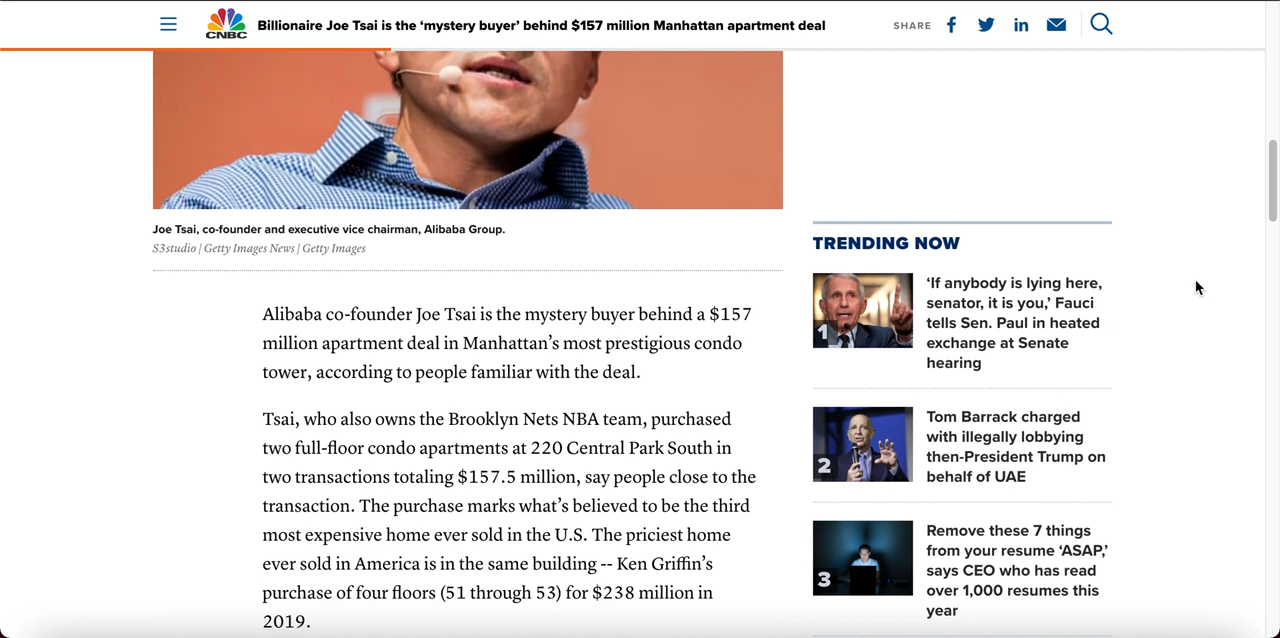 CNBC
Billionaire Joe Tsai is the ‘mystery buyer’ behind $157 million Manhattan apartment deal
SHARE
Joe Tsai, co-founder and executive vice chairman, Alibaba Group.
S3studio | Getty Images News | Getty Images
Alibaba co-founder Joe Tsai is the mystery buyer behind a $157
million apartment deal in Manhattan’s most prestigious condo
tower, according to people familiar with the deal.
Tsai, who also owns the Brooklyn Nets NBA team, purchased
two full-floor condo apartments at 220 Central Park South in
two transactions totaling $157.5 million, say people close to the
transaction. The purchase marks what’s believed to be the third
most expensive home ever sold in the U.S. The priciest home
ever sold in America is in the same building -- Ken Griffin’s
purchase of four floors (51 through 53) for $238 million in
2019.
TRENDING NOW
1
‘If anybody is lying here,
senator, it is you,’ Fauci
tells Sen. Paul in heated
exchange at Senate
hearing
2
Tom Barrack charged
with illegally lobbying
then-President Trump on
behalf of UAE
3
Remove these 7 things
from your resume ‘ASAP,’
says CEO who has read
over 1,000 resumes this
year